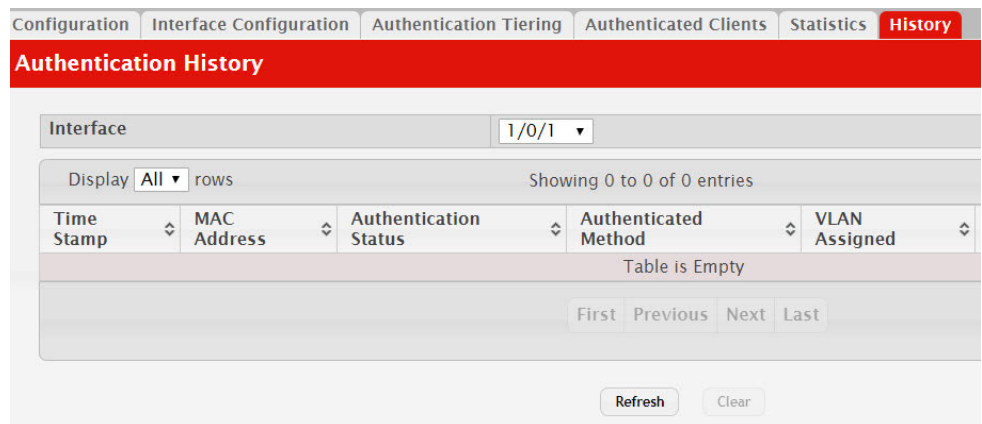 Configuration Interface Configuration Authentication Tiering Authenticated Clients Statistics History
Authentication History
Interface 1/0/1
Display All rows Showing 0 to 0 of 0 entries
Time Stamp MAC Address Authentication Status Authenticated Method VLAN Assigned
Table is Empty
First Previous Next Last
Refresh Clear